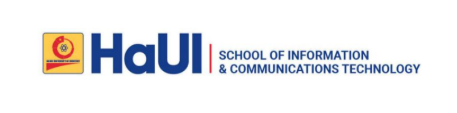 HaUI
SCHOOL OF INFORMATION
& COMMUNICATIONS TECHNOLOGY